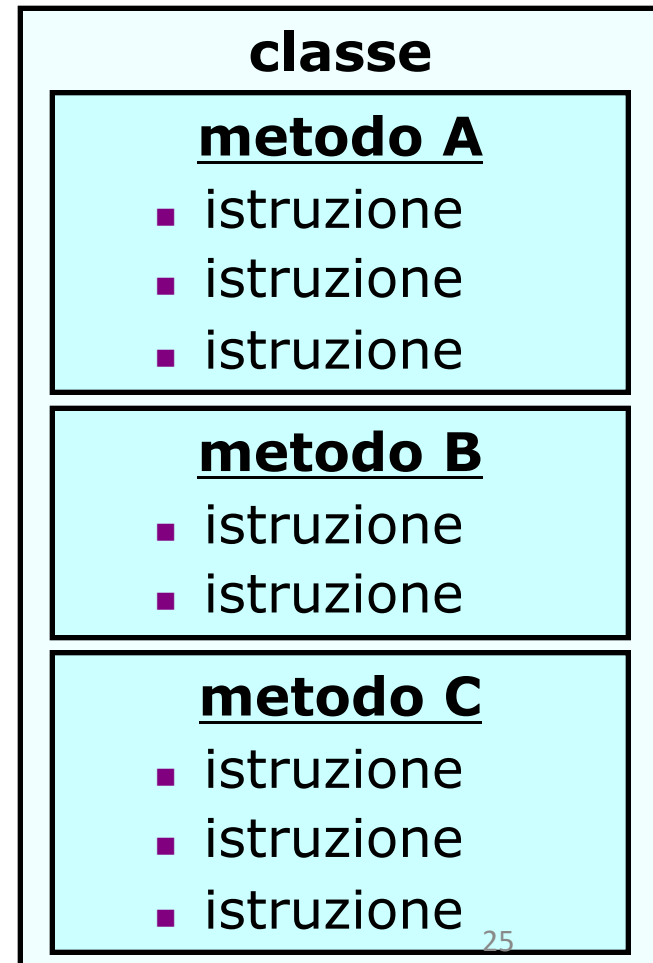 classe
metodo A
istruzione
istruzione
istruzione
metodo B
istruzione
istruzione
metodo C
istruzione
istruzione
istruzione
25